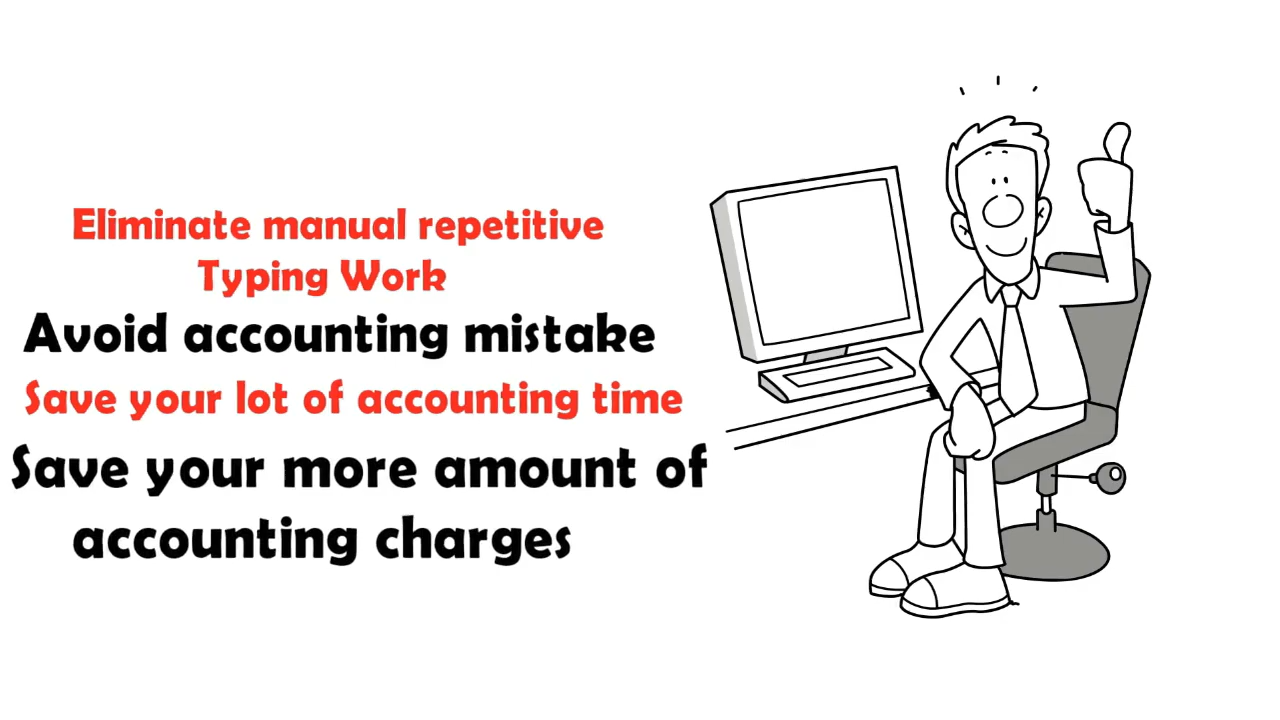 Eliminate manual repetitive
Typing Work
Avoid accounting mistake
Save your lot of accounting time
Save your more amount of
accounting charges